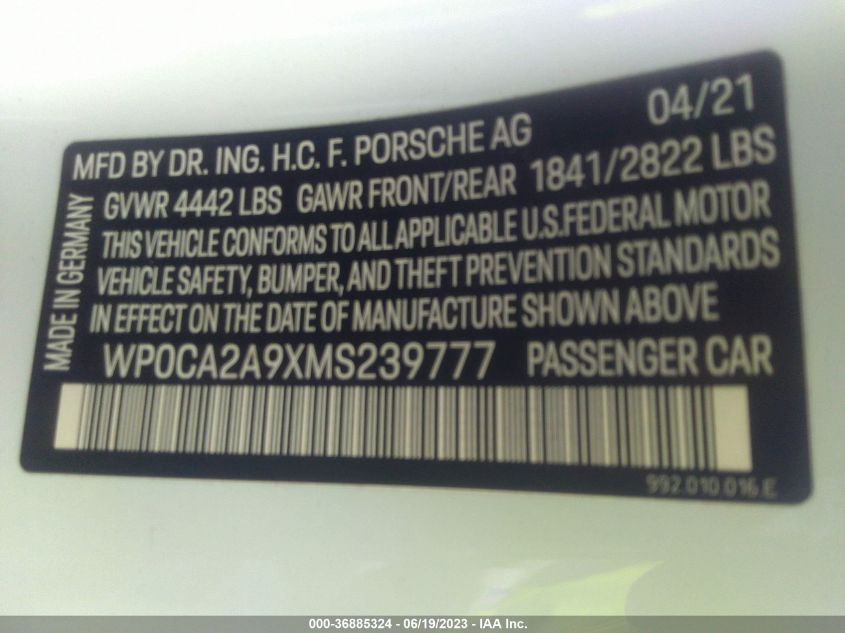 04/21
MFD BY DR. ING. H.C. F. PORSCHE AG
GVWR 4442 LBS GAWR FRONT/REAR 1841/2822 LBS
THIS VEHICLE CONFORMS TO ALL APPLICABLE U.S.FEDERAL MOTOR
VEHICLE SAFETY, BUMPER, AND THEFT PREVENTION STANDARDS
IN EFFECT ON THE DATE OF MANUFACTURE SHOWN ABOVE
WP0CA2A9XMS239777 PASSENGER CAR
MADE IN GERMANY
992.010.016.E
000-36885324 - 06/19/2023 - IAA Inc.